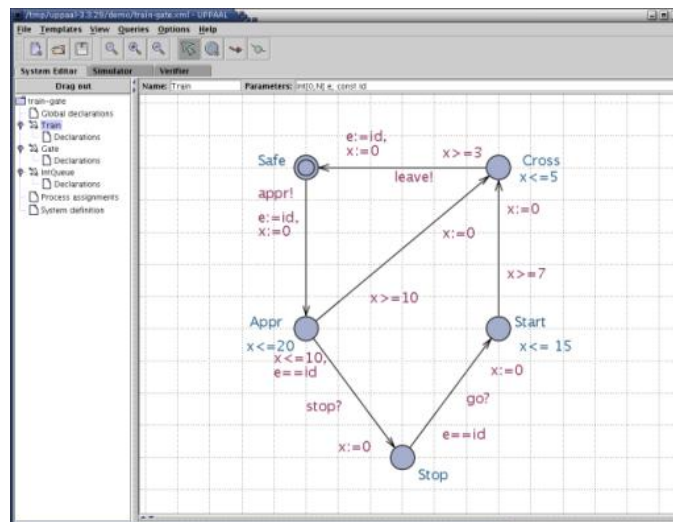 /tmp/uppaal-3.3.29/demo/train-gate.xml - UPPAAL
File Templates View Queries Options Help
System Editor Simulator Verifier
Drag out
Name: Train Parameters: int[0,N] e; const id
train-gate
Global declarations
Train
Declarations
Gate
Declarations
IntQueue
Declarations
Process assignments
System definition
e:=id,
x:=0
x>=3
Safe
Cross
x<=5
leave!
appr!
e:=id,
x:=0
x:=0
x:=0
x>=10
x>=7
Appr
x<=20
Start
x<= 15
x<=10,
e==id
x:=0
stop?
go?
x:=0
e==id
Stop